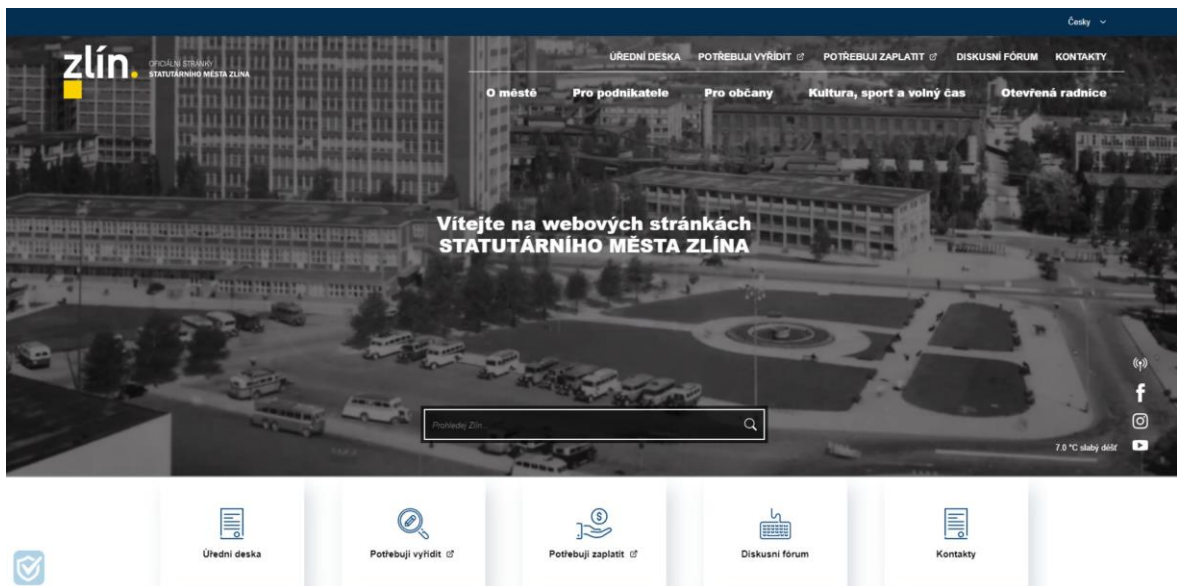 Česky
zlín.
OFICIÁLNÍ STRÁNKY
STATUTÁRNÍHO MĚSTA ZLÍNA
ÚŘEDNÍ DESKA POTŘEBUJI VYŘÍDIT POTŘEBUJI ZAPLATIT DISKUSNÍ FÓRUM KONTAKTY
O městě Pro podnikatele Pro občany Kultura, sport a volný čas Otevřená radnice
Vítejte na webových stránkách
STATUTÁRNÍHO MĚSTA ZLÍNA
Prohledej Zlín...
7.0 °C slabý déšť
Úřední deska Potřebuji vyřídit Potřebuji zaplatit Diskusní fórum Kontakty